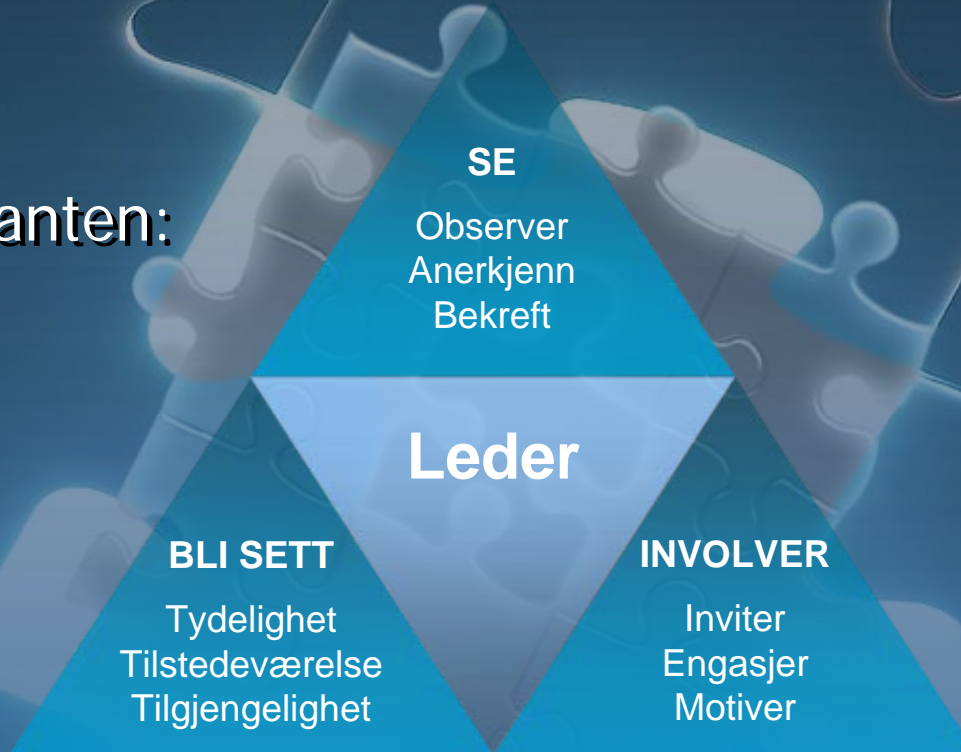 anten:
SE
Observer
Anerkjenn
Bekreft
Leder
BLI SETT
Tydelighet
Tilstedeværelse
Tilgjengelighet
INVOLVER
Inviter
Engasjer
Motiver